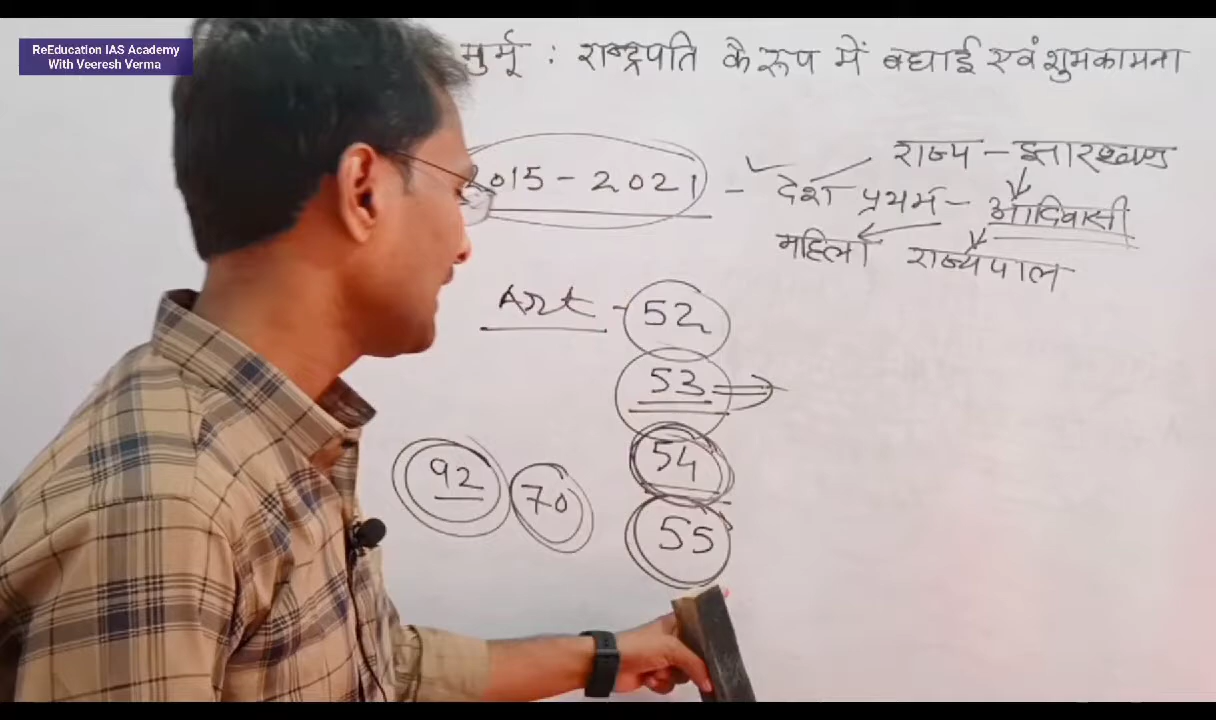 ReEducation IAS Academy
With Veeresh Verma
मुर्मू : राष्ट्रपति के रूप में बधाई एवं शुभकामना
2015 - 2021 -
राज्य - झारखण्ड
देश प्रथम - आदिवासी
महिला राज्यपाल
Art - 52
53
54
55
92
70